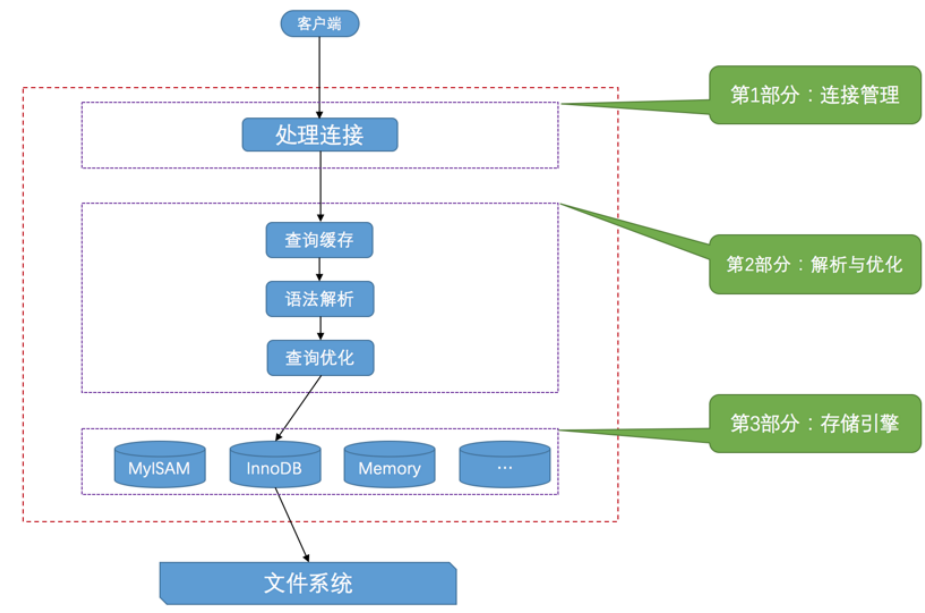 客户端
第1部分：连接管理
处理连接
查询缓存
第2部分：解析与优化
语法解析
查询优化
第3部分：存储引擎
MyISAM
InnoDB
Memory
…
文件系统